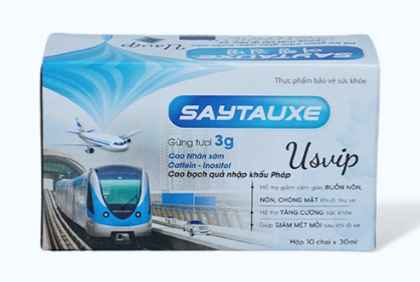 Usvip
SAYTAUXE
Thực phẩm bảo vệ sức khỏe
SAYTAUXE
Gừng tươi 3g
Cao Nhân sâm
Caffein - Inositol
Cao bạch quả nhập khẩu Pháp
Usvip
Hỗ trợ giảm cảm giác BUỒN NÔN,
NÔN, CHÓNG MẶT khi đi tàu xe
Hỗ trợ TĂNG CƯỜNG sức khỏe
Giúp GIẢM MỆT MỎI sau khi đi xe
Hộp 10 chai x 30ml